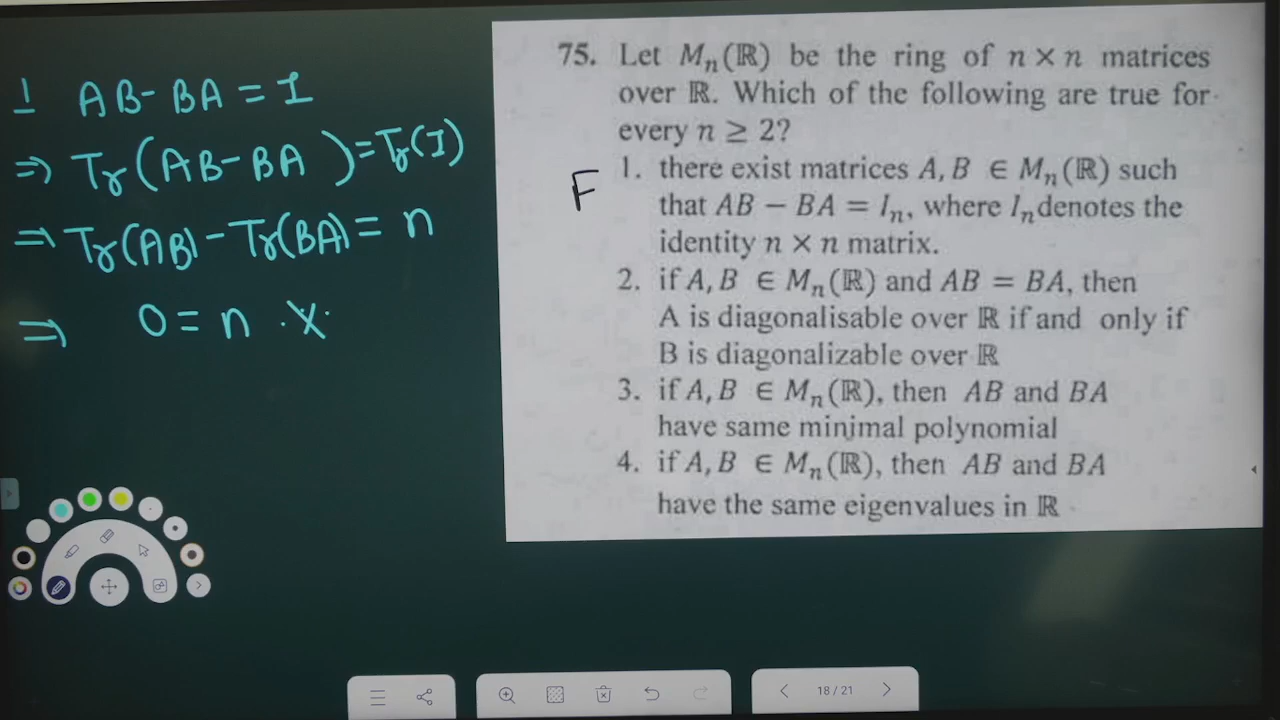 1 AB - BA = I
⇒ Tr(AB - BA) = Tr(I)
⇒ Tr(AB) - Tr(BA) = n
⇒ 0 = n · X ·
75. Let Mₙ(ℝ) be the ring of n × n matrices
over ℝ. Which of the following are true for
every n ≥ 2?
F 1. there exist matrices A, B ∈ Mₙ(ℝ) such
that AB − BA = Iₙ, where Iₙ denotes the
identity n × n matrix.
2. if A, B ∈ Mₙ(ℝ) and AB = BA, then
A is diagonalisable over ℝ if and only if
B is diagonalizable over ℝ
3. if A, B ∈ Mₙ(ℝ), then AB and BA
have same minimal polynomial
4. if A, B ∈ Mₙ(ℝ), then AB and BA
have the same eigenvalues in ℝ
18 / 21